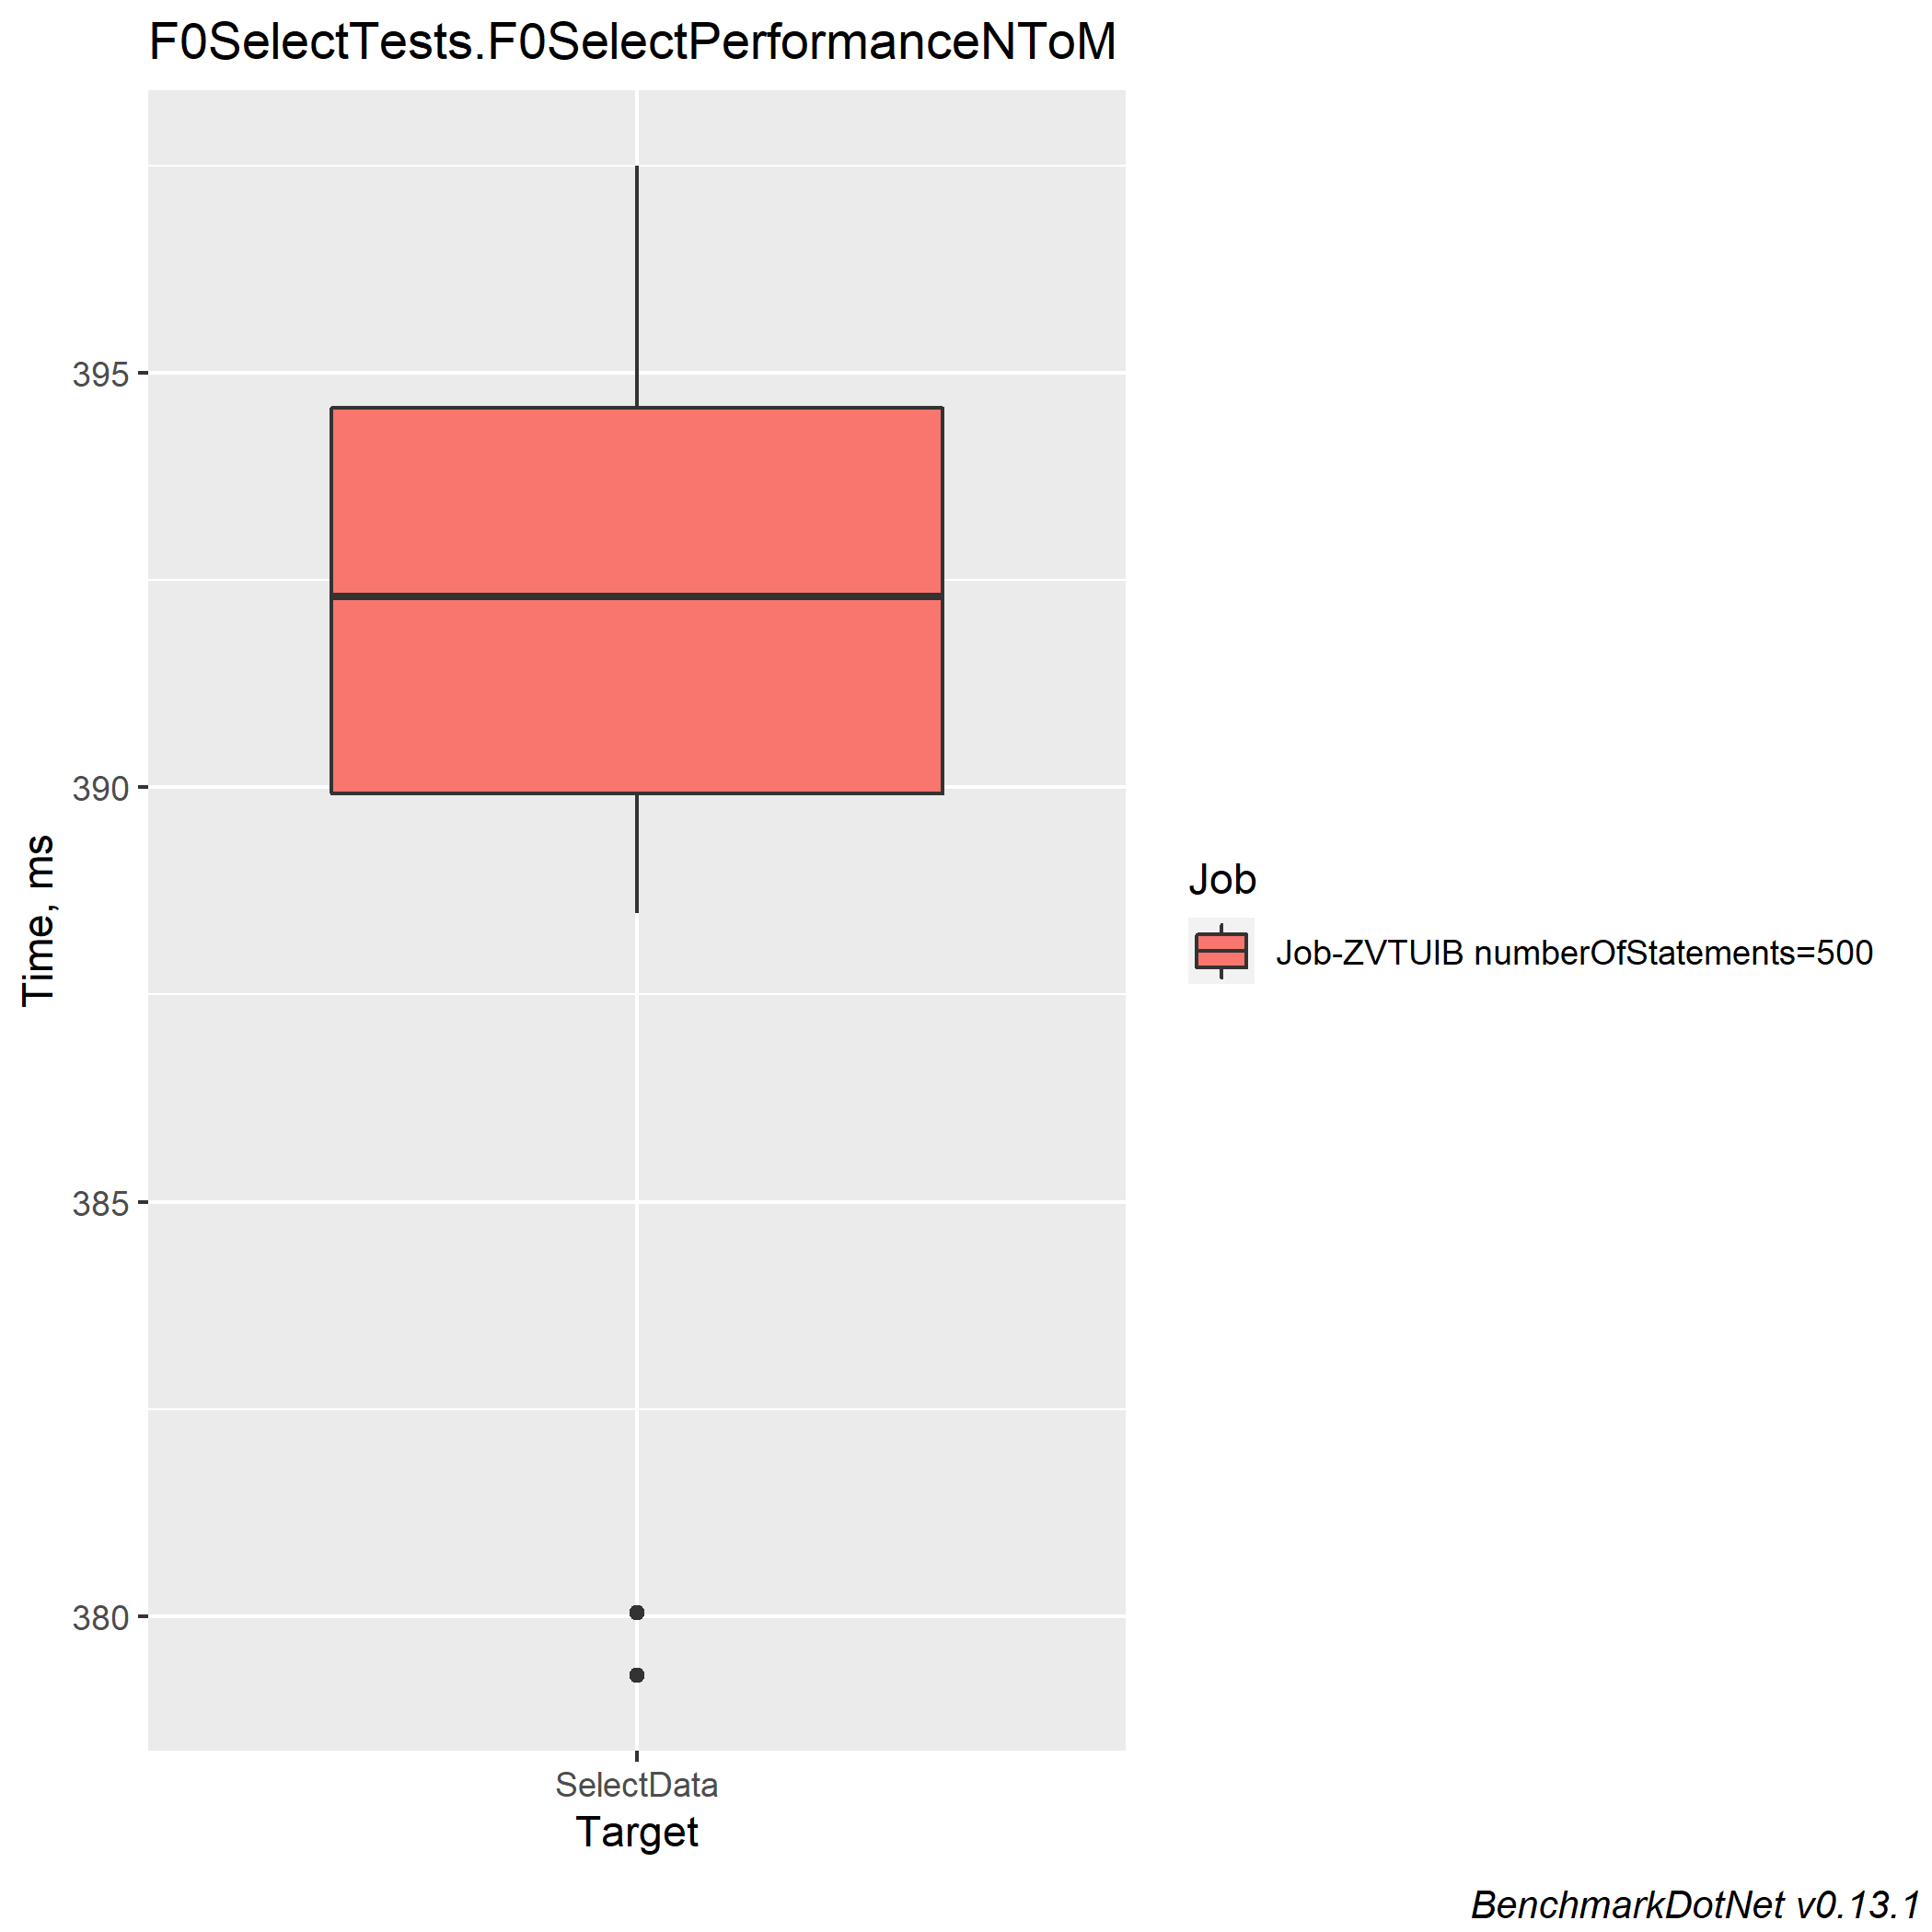 F0SelectTests.F0SelectPerformanceNToM
395
390
385
380
Time, ms
SelectData
Target
Job
Job-ZVTUIB numberOfStatements=500
BenchmarkDotNet v0.13.1